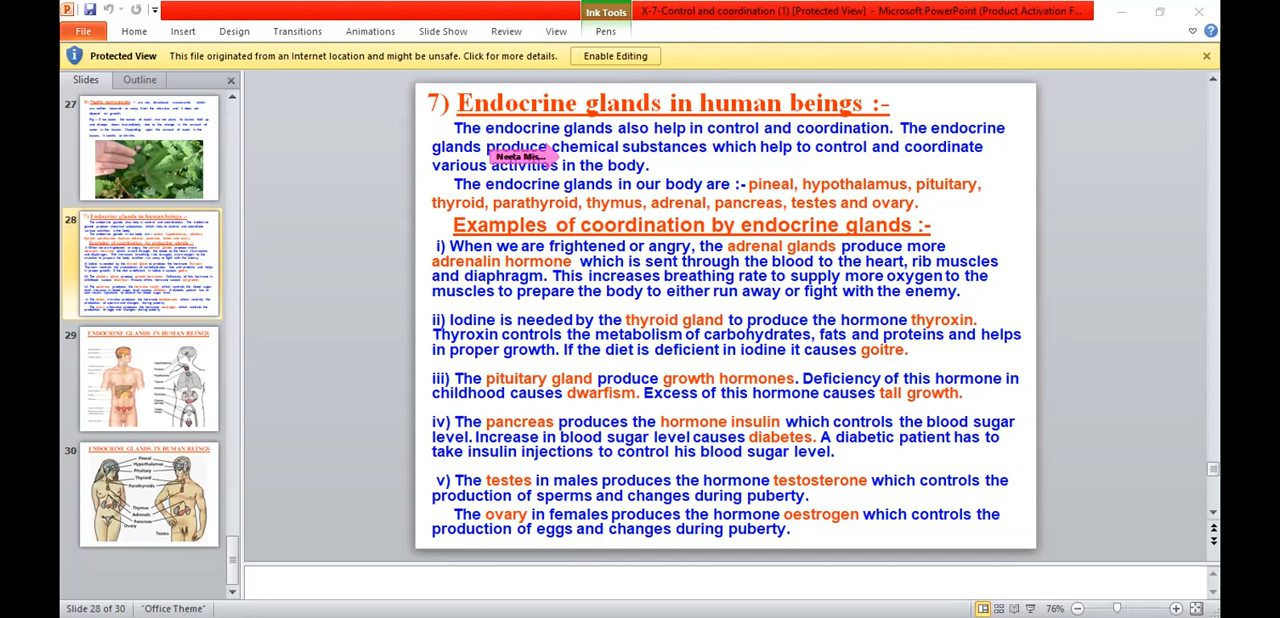 Ink Tools
X-7-Control and coordination (1) [Protected View] - Microsoft PowerPoint (Product Activation F...
File Home Insert Design Transitions Animations Slide Show Review View Pens
Protected View This file originated from an Internet location and might be unsafe. Click for more details. Enable Editing
Slides Outline
27
28
29
ENDOCRINE GLANDS IN HUMAN BEINGS
30
ENDOCRINE GLANDS IN HUMAN BEINGS
Pineal
Hypothalamus
Pituitary
Thyroid
Parathyroids
Thymus
Adrenals
Pancreas
Ovary
Testes
7) Endocrine glands in human beings :-
The endocrine glands also help in control and coordination. The endocrine
glands produce chemical substances which help to control and coordinate
Neeta Mis...
various activities in the body.
The endocrine glands in our body are :- pineal, hypothalamus, pituitary,
thyroid, parathyroid, thymus, adrenal, pancreas, testes and ovary.
Examples of coordination by endocrine glands :-
i) When we are frightened or angry, the adrenal glands produce more
adrenalin hormone which is sent through the blood to the heart, rib muscles
and diaphragm. This increases breathing rate to supply more oxygen to the
muscles to prepare the body to either run away or fight with the enemy.
ii) Iodine is needed by the thyroid gland to produce the hormone thyroxin.
Thyroxin controls the metabolism of carbohydrates, fats and proteins and helps
in proper growth. If the diet is deficient in iodine it causes goitre.
iii) The pituitary gland produce growth hormones. Deficiency of this hormone in
childhood causes dwarfism. Excess of this hormone causes tall growth.
iv) The pancreas produces the hormone insulin which controls the blood sugar
level. Increase in blood sugar level causes diabetes. A diabetic patient has to
take insulin injections to control his blood sugar level.
v) The testes in males produces the hormone testosterone which controls the
production of sperms and changes during puberty.
The ovary in females produces the hormone oestrogen which controls the
production of eggs and changes during puberty.
Slide 28 of 30 "Office Theme" 76%